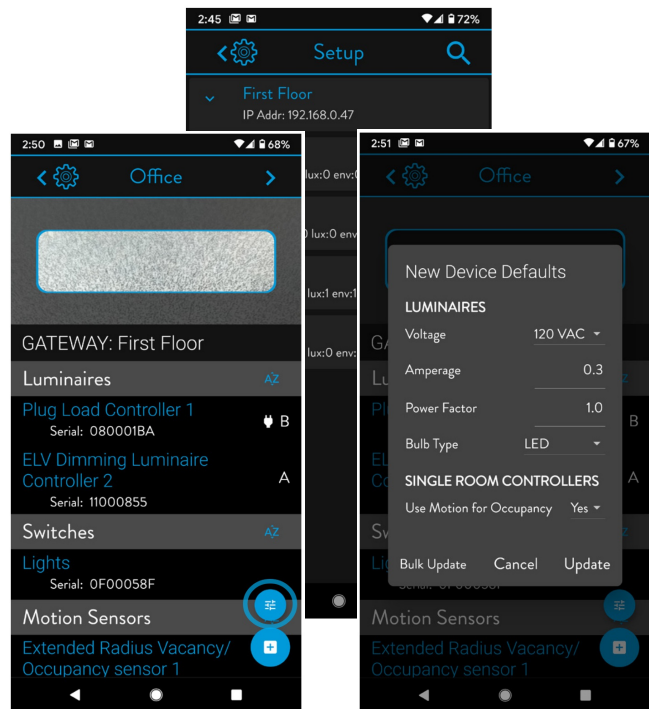 2:45
72%
Setup
First Floor
IP Addr: 192.168.0.47
lux:0 env:
lux:0 env
lux:1 env:1
lux:0 env:
2:50
68%
Office
GATEWAY: First Floor
Luminaires
AZ
Plug Load Controller 1
B
Serial: 080001BA
ELV Dimming Luminaire
Controller 2
A
Serial: 11000855
Switches
AZ
Lights
Serial: 0F00058F
Motion Sensors
Extended Radius Vacancy/
Occupancy sensor 1
2:51
67%
Office
New Device Defaults
LUMINAIRES
Voltage 120 VAC
Amperage 0.3
Power Factor 1.0
Bulb Type LED
SINGLE ROOM CONTROLLERS
Use Motion for Occupancy Yes
Bulk Update Cancel Update
B
A
Motion Sensors
Extended Radius Vacancy/
Occupancy sensor 1